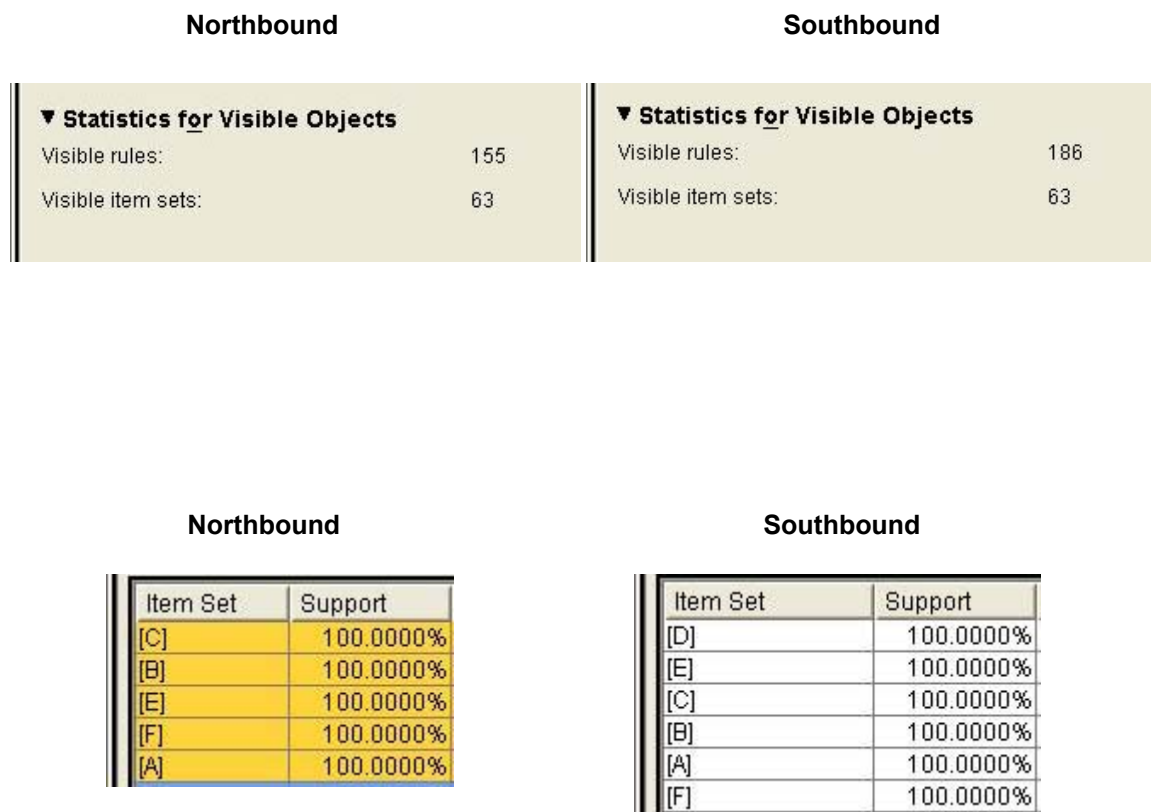 Northbound Southbound
▼ Statistics for Visible Objects ▼ Statistics for Visible Objects
Visible rules: 155 Visible rules: 186
Visible item sets: 63 Visible item sets: 63
Northbound Southbound
Item Set Support Item Set Support
[C] 100.0000% [D] 100.0000%
[B] 100.0000% [E] 100.0000%
[E] 100.0000% [C] 100.0000%
[F] 100.0000% [B] 100.0000%
[A] 100.0000% [A] 100.0000%
[F] 100.0000%